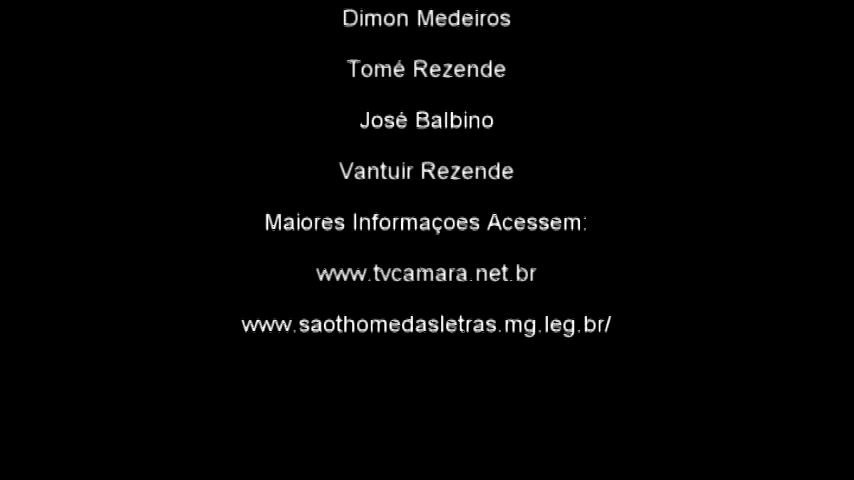 Dimon Medeiros
Tomé Rezende
José Balbino
Vantuir Rezende
Maiores Informaçoes Acessem:
www.tvcamara.net.br
www.saothomedasletras.mg.leg.br/